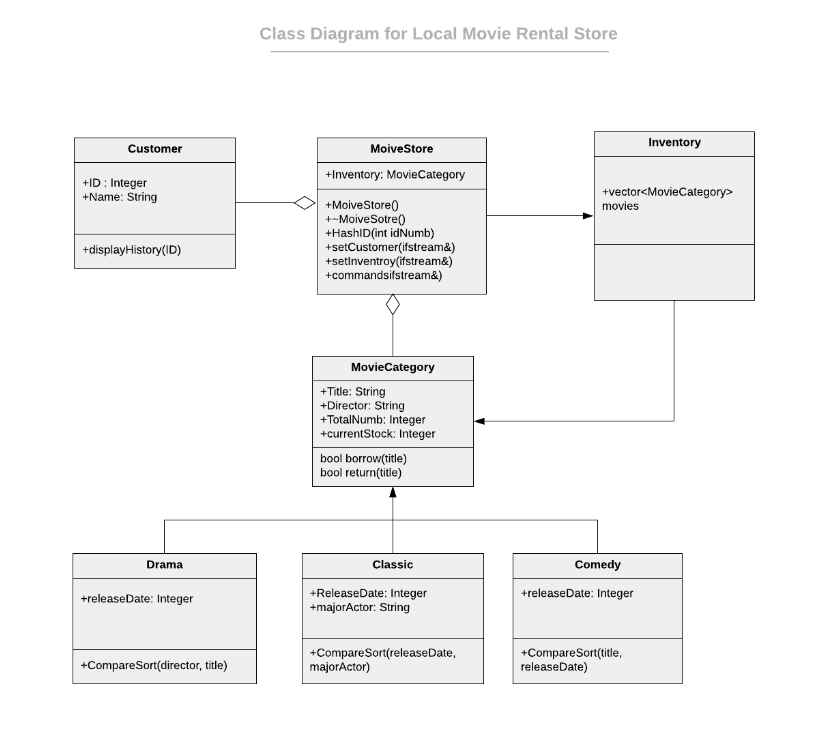 Class Diagram for Local Movie Rental Store
Customer
+ID : Integer
+Name: String
+displayHistory(ID)
MoiveStore
+Inventory: MovieCategory
+MoiveStore()
+~MoiveSotre()
+HashID(int idNumb)
+setCustomer(ifstream&)
+setInventroy(ifstream&)
+commandsifstream&)
Inventory
+vector<MovieCategory>
movies
MovieCategory
+Title: String
+Director: String
+TotalNumb: Integer
+currentStock: Integer
bool borrow(title)
bool return(title)
Drama
+releaseDate: Integer
+CompareSort(director, title)
Classic
+ReleaseDate: Integer
+majorActor: String
+CompareSort(releaseDate,
majorActor)
Comedy
+releaseDate: Integer
+CompareSort(title,
releaseDate)